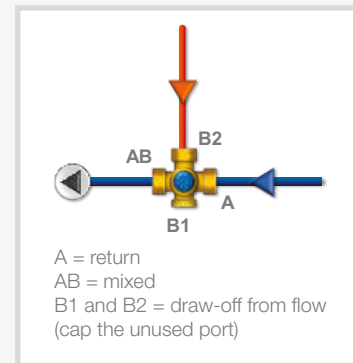 B2
AB
A
B1
A = return
AB = mixed
B1 and B2 = draw-off from flow
(cap the unused port)